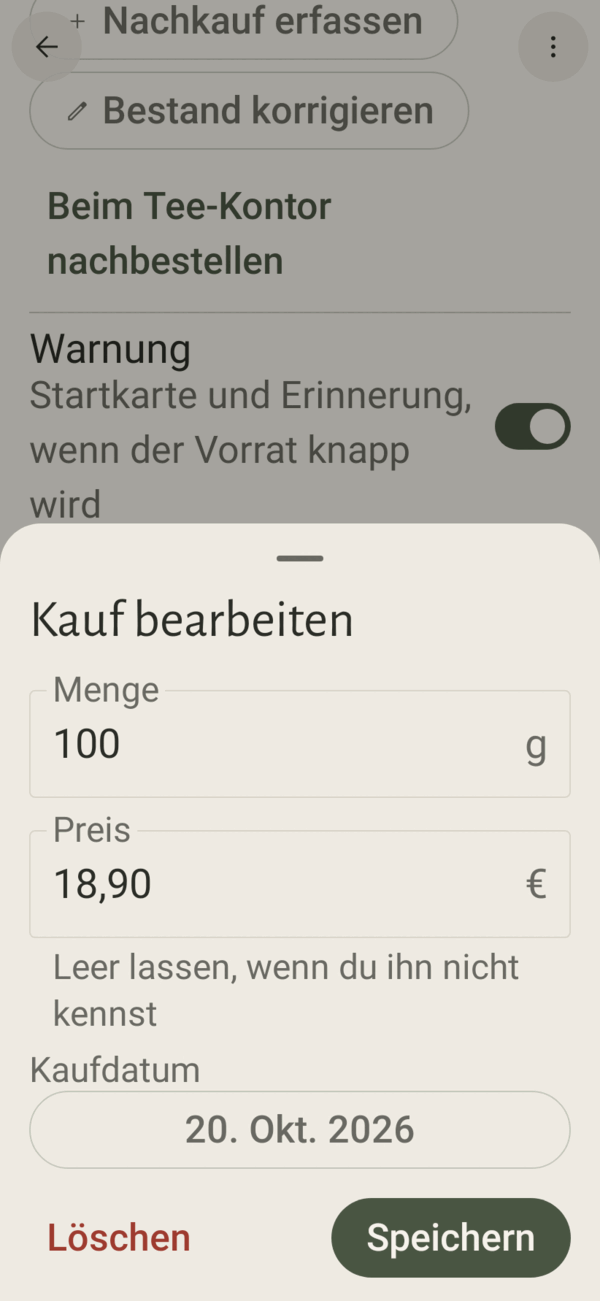 Nachkauf erfassen
Bestand korrigieren
Beim Tee-Kontor
nachbestellen
Warnung
Startkarte und Erinnerung,
wenn der Vorrat knapp
wird
Kauf bearbeiten
Menge
100 g
Preis
18,90 €
Leer lassen, wenn du ihn nicht
kennst
Kaufdatum
20. Okt. 2026
Löschen Speichern